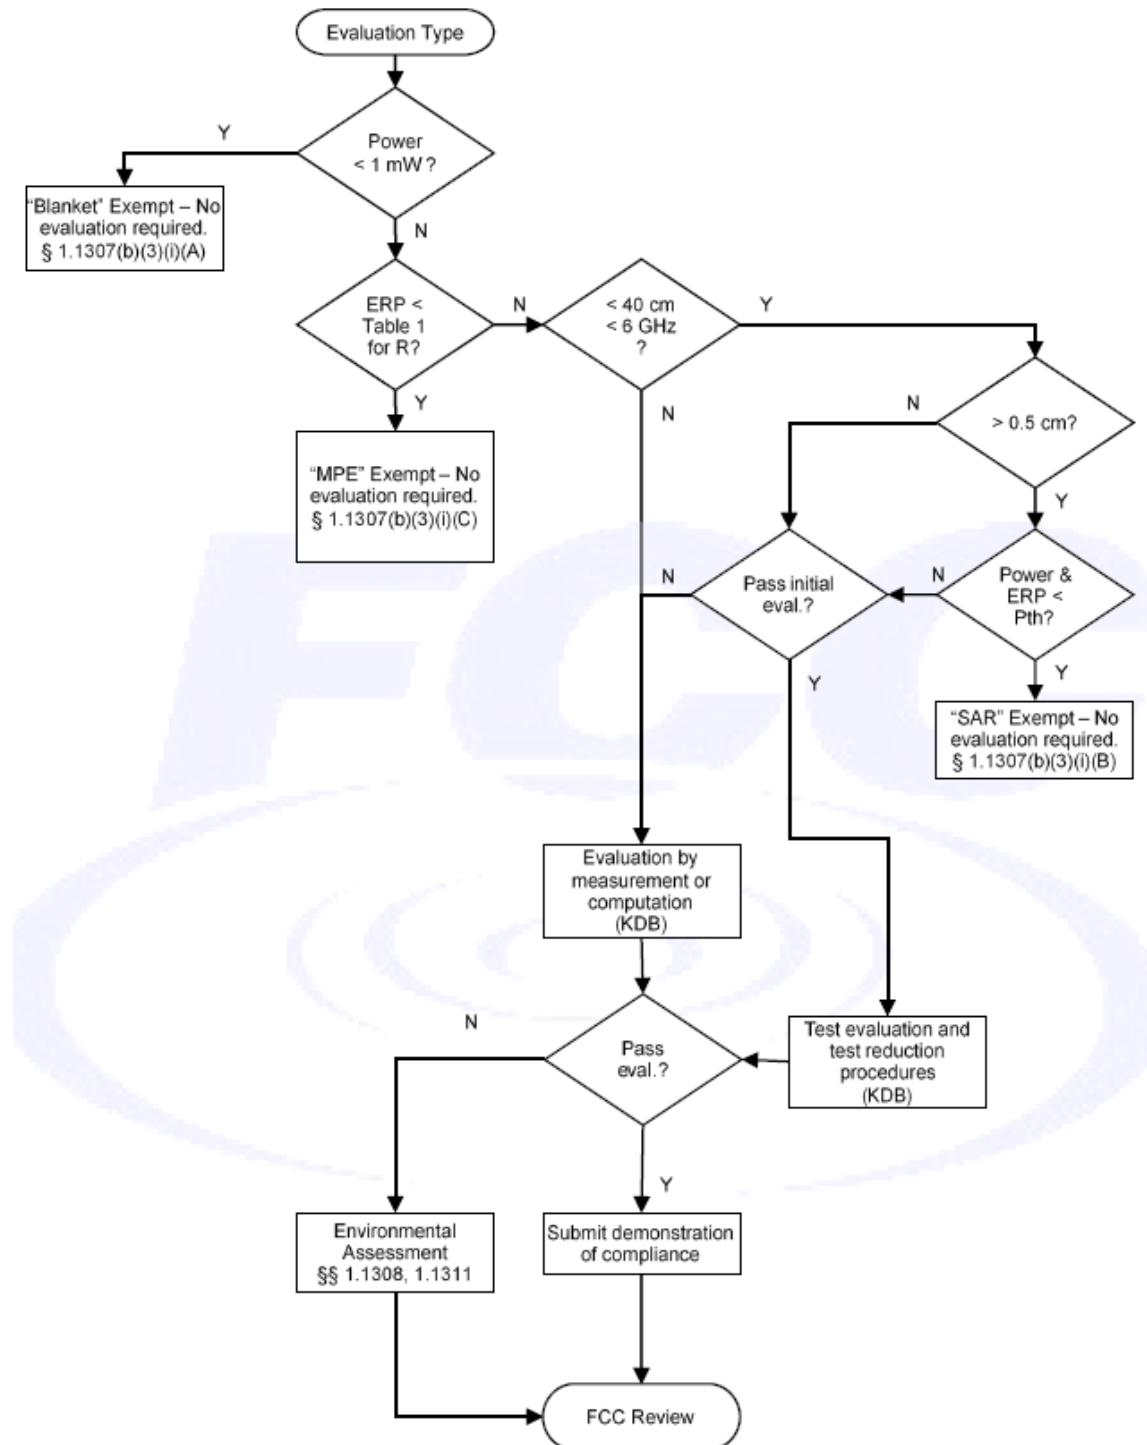 Evaluation Type
Y
Power
< 1 mW?
"Blanket" Exempt – No
evaluation required.
§ 1.1307(b)(3)(i)(A)
N
ERP <
Table 1
for R?
N
< 40 cm
< 6 GHz
?
Y
Y
N
N
> 0.5 cm?
"MPE" Exempt – No
evaluation required.
§ 1.1307(b)(3)(i)(C)
Y
N
Pass initial
eval.?
N
Power &
ERP <
Pth?
Y
Y
"SAR" Exempt – No
evaluation required.
§ 1.1307(b)(3)(i)(B)
FCC
Evaluation by
measurement or
computation
(KDB)
N
Pass
eval.?
Test evaluation and
test reduction
procedures
(KDB)
Y
Environmental
Assessment
§§ 1.1308, 1.1311
Submit demonstration
of compliance
FCC Review